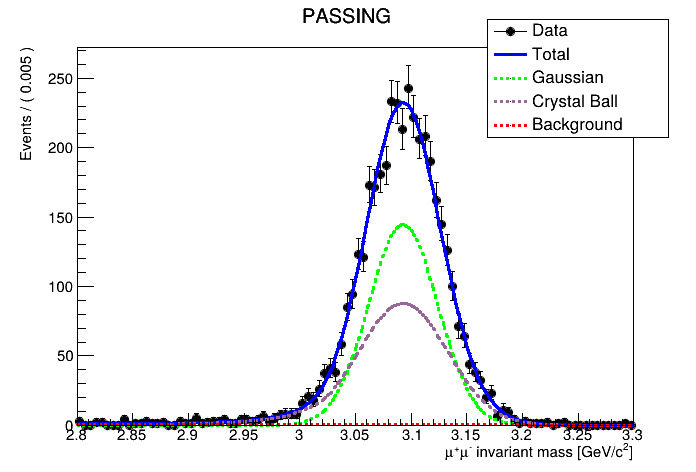 PASSING
Data
Total
Gaussian
Crystal Ball
Background
Events / ( 0.005 )
250
200
150
100
50
0
2.8 2.85 2.9 2.95 3 3.05 3.1 3.15 3.2 3.25 3.3
μ⁺μ⁻ invariant mass [GeV/c²]